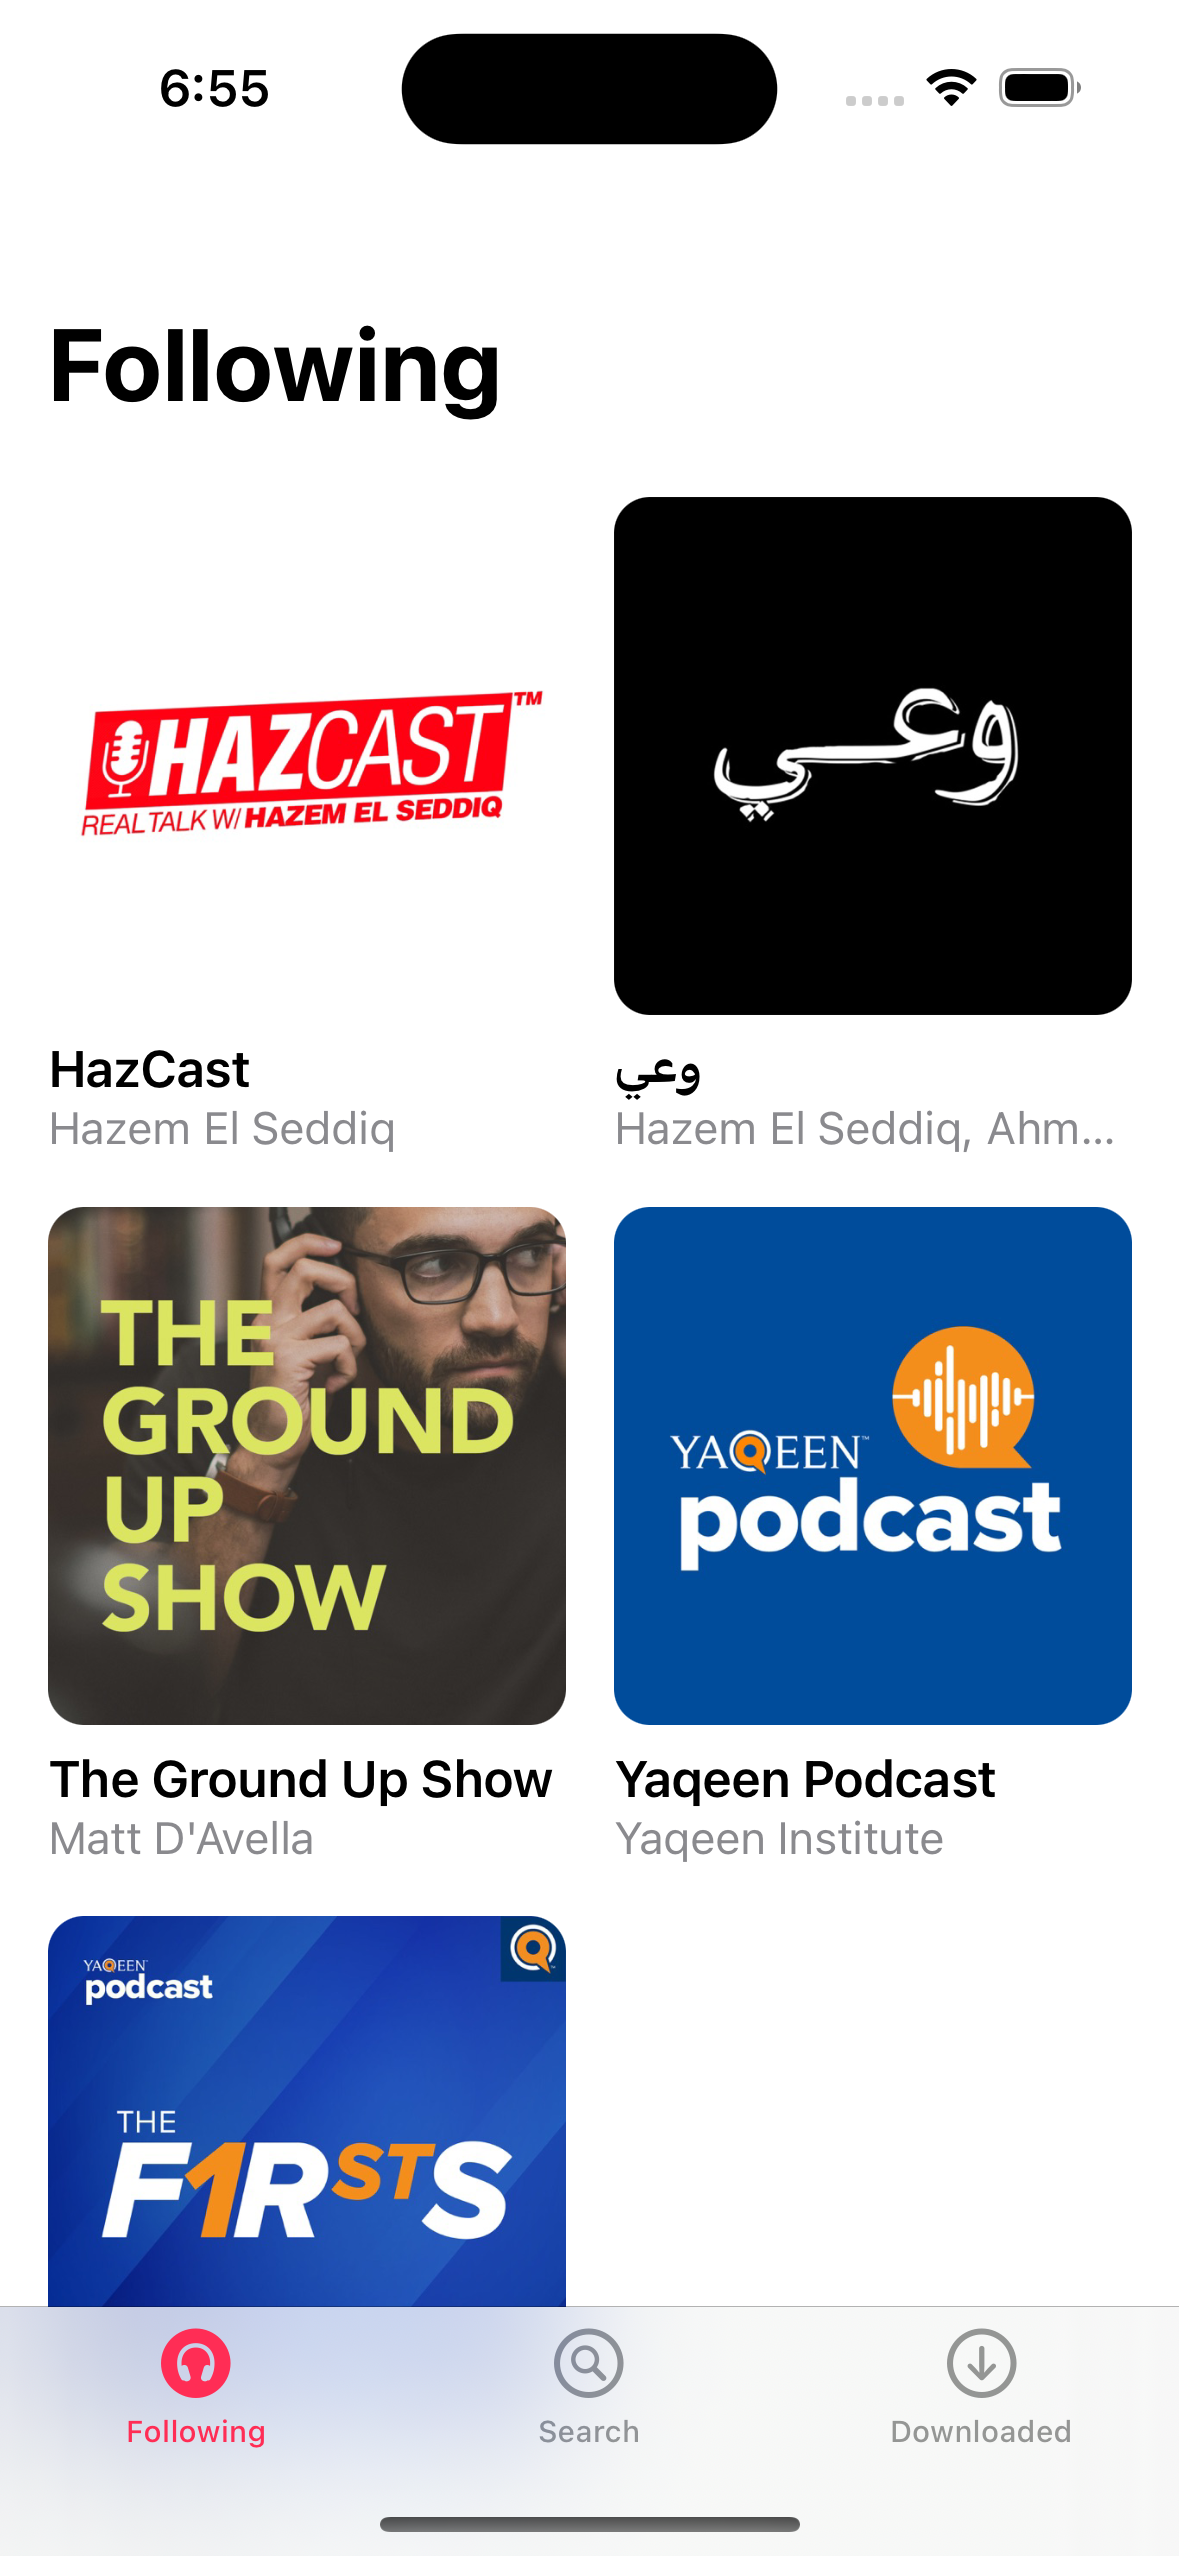 6:55
Following
HAZCAST™
REAL TALK W/ HAZEM EL SEDDIQ
وعي
HazCast
Hazem El Seddiq
وعي
Hazem El Seddiq, Ahm...
THE
GROUND
UP
SHOW
YAQEEN™
podcast
The Ground Up Show
Matt D'Avella
Yaqeen Podcast
Yaqeen Institute
YAQEEN™
podcast
THE
F1RSTS
Following
Search
Downloaded